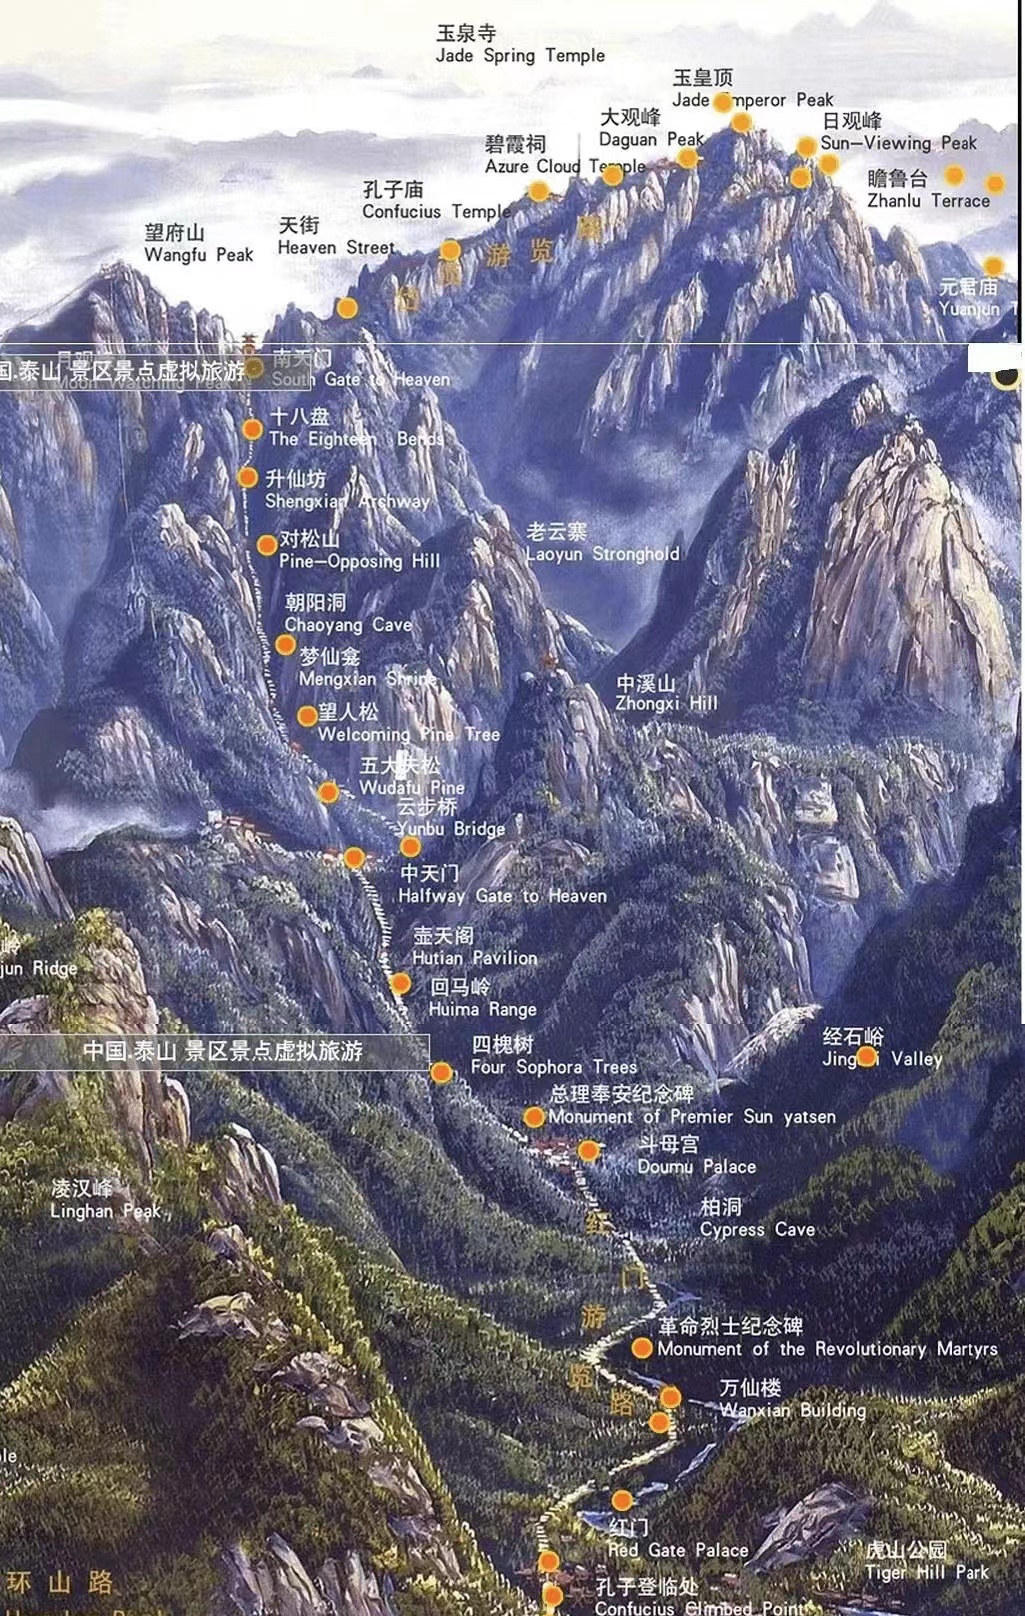 玉泉寺
Jade Spring Temple
玉皇顶
Jade Emperor Peak
大观峰
Daguan Peak
日观峰
Sun-Viewing Peak
碧霞祠
Azure Cloud Temple
瞻鲁台
Zhanlu Terrace
孔子庙
Confucius Temple
天街
Heaven Street
望府山
Wangfu Peak
游览路
元君庙
Yuanjun T
南天门
South Gate to Heaven
国.泰山 景区景点虚拟旅游
十八盘
The Eighteen Bends
升仙坊
Shengxian Archway
对松山
Pine-Opposing Hill
老云寨
Laoyun Stronghold
朝阳洞
Chaoyang Cave
梦仙龛
Mengxian Shrine
中溪山
Zhongxi Hill
望人松
Welcoming Pine Tree
五大夫松
Wudafu Pine
云步桥
Yunbu Bridge
中天门
Halfway Gate to Heaven
壶天阁
Hutian Pavilion
岭
jun Ridge
回马岭
Huima Range
中国.泰山 景区景点虚拟旅游
四槐树
Four Sophora Trees
经石峪
Jingshi Valley
总理奉安纪念碑
Monument of Premier Sun yatsen
斗母宫
Doumu Palace
凌汉峰
Linghan Peak
柏洞
Cypress Cave
红门游览路
革命烈士纪念碑
Monument of the Revolutionary Martyrs
万仙楼
Wanxian Building
le
红门
Red Gate Palace
虎山公园
Tiger Hill Park
环山路
孔子登临处
Confucius Climbed Point